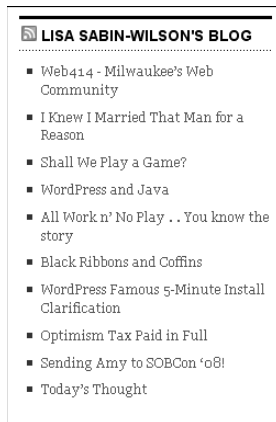 LISA SABIN-WILSON'S BLOG
Web414 - Milwaukee's Web
Community
I Knew I Married That Man for a
Reason
Shall We Play a Game?
WordPress and Java
All Work n' No Play . . You know the
story
Black Ribbons and Coffins
WordPress Famous 5-Minute Install
Clarification
Optimism Tax Paid in Full
Sending Amy to SOBCon '08!
Today's Thought